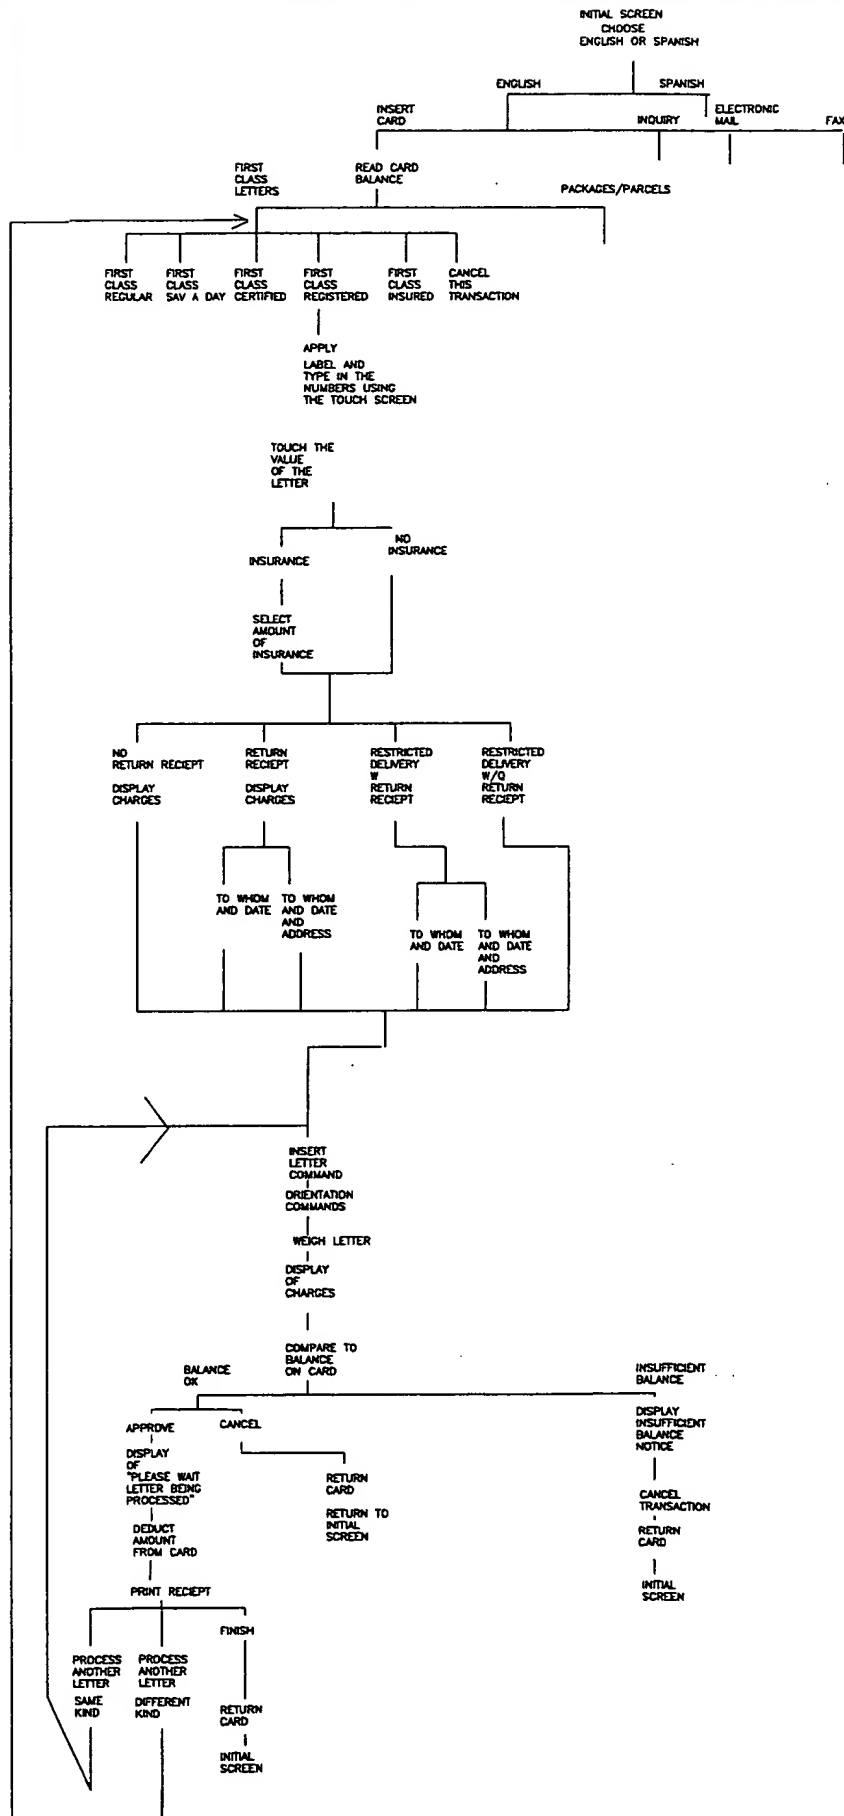 INITIAL SCREEN
CHOOSE
ENGLISH OR SPANISH
ENGLISH
SPANISH
INSERT
CARD
INQUIRY
ELECTRONIC
MAIL
FAX
FIRST
CLASS
LETTERS
READ CARD
BALANCE
PACKAGES/PARCELS
FIRST
CLASS
REGULAR
FIRST
CLASS
SAV A DAY
FIRST
CLASS
CERTIFIED
FIRST
CLASS
REGISTERED
FIRST
CLASS
INSURED
CANCEL
THIS
TRANSACTION
APPLY
LABEL AND
TYPE IN THE
NUMBERS USING
THE TOUCH SCREEN
TOUCH THE
VALUE
OF THE
LETTER
INSURANCE
NO
INSURANCE
SELECT
AMOUNT
OF
INSURANCE
NO
RETURN RECIEPT
DISPLAY
CHARGES
RETURN
RECIEPT
DISPLAY
CHARGES
RESTRICTED
DELIVERY
W
RETURN
RECIEPT
RESTRICTED
DELIVERY
W/O
RETURN
RECIEPT
TO WHOM
AND DATE
TO WHOM
AND DATE
AND
ADDRESS
TO WHOM
AND DATE
TO WHOM
AND DATE
AND
ADDRESS
INSERT
LETTER
COMMAND
ORIENTATION
COMMANDS
WEIGH LETTER
DISPLAY
OF
CHARGES
COMPARE TO
BALANCE
ON CARD
BALANCE
OK
INSUFFICIENT
BALANCE
APPROVE
CANCEL
DISPLAY
OF
"PLEASE WAIT
LETTER BEING
PROCESSED"
DEDUCT
AMOUNT
FROM CARD
PRINT RECIEPT
RETURN
CARD
RETURN TO
INITIAL
SCREEN
DISPLAY
INSUFFICIENT
BALANCE
NOTICE
CANCEL
TRANSACTION
RETURN
CARD
INITIAL
SCREEN
PROCESS
ANOTHER
LETTER
SAME
KIND
PROCESS
ANOTHER
LETTER
DIFFERENT
KIND
FINISH
RETURN
CARD
INITIAL
SCREEN